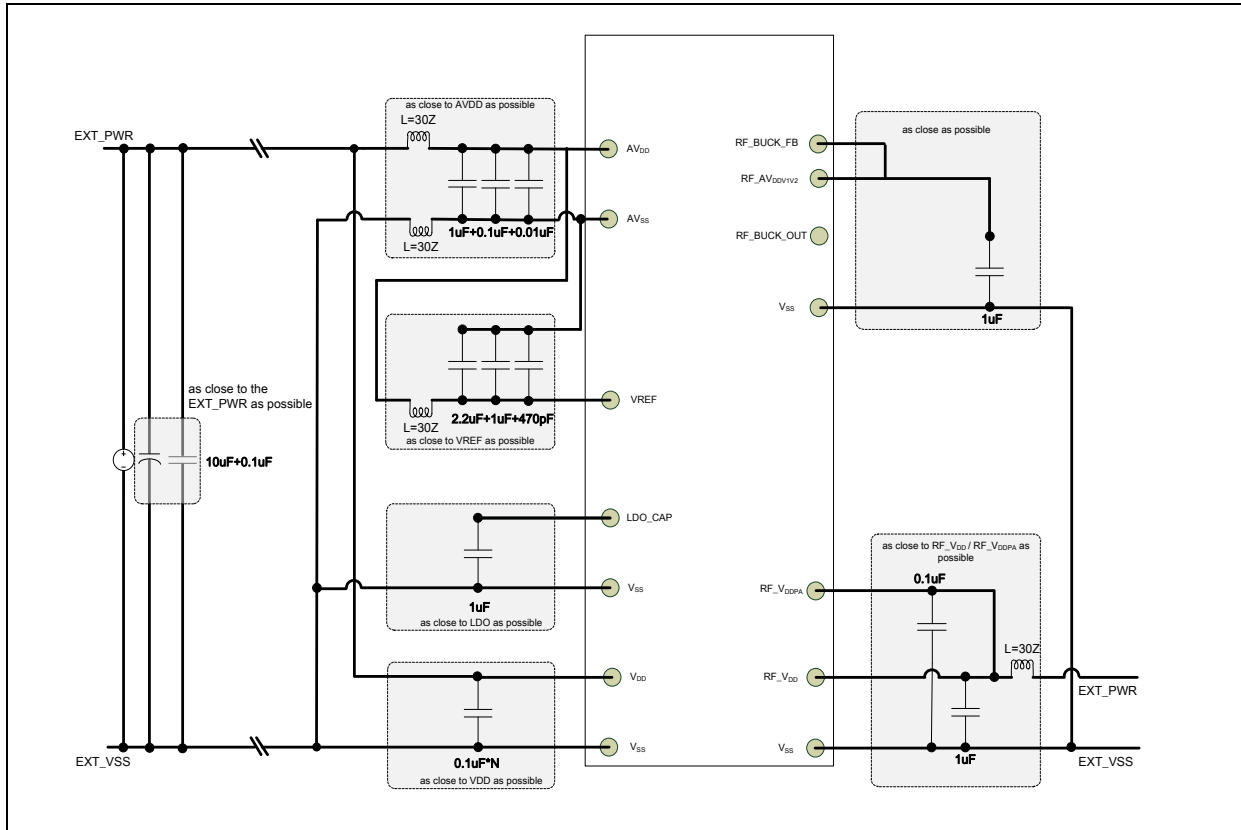 as close to AVDD as possible
L=30Z
EXT_PWR
AVDD
AVSS
L=30Z
1uF+0.1uF+0.01uF
2.2uF+1uF+470pF
L=30Z
VREF
as close to VREF as possible
as close to the
EXT_PWR as possible
10uF+0.1uF
LDO_CAP
VSS
1uF
as close to LDO as possible
VDD
VSS
EXT_VSS
0.1uF*N
as close to VDD as possible
as close as possible
RF_BUCK_FB
RF_AVDDV1V2
RF_BUCK_OUT
VSS
1uF
as close to RF_VDD / RF_VDDPA as
possible
0.1uF
RF_VDDPA
L=30Z
RF_VDD
EXT_PWR
VSS
1uF
EXT_VSS